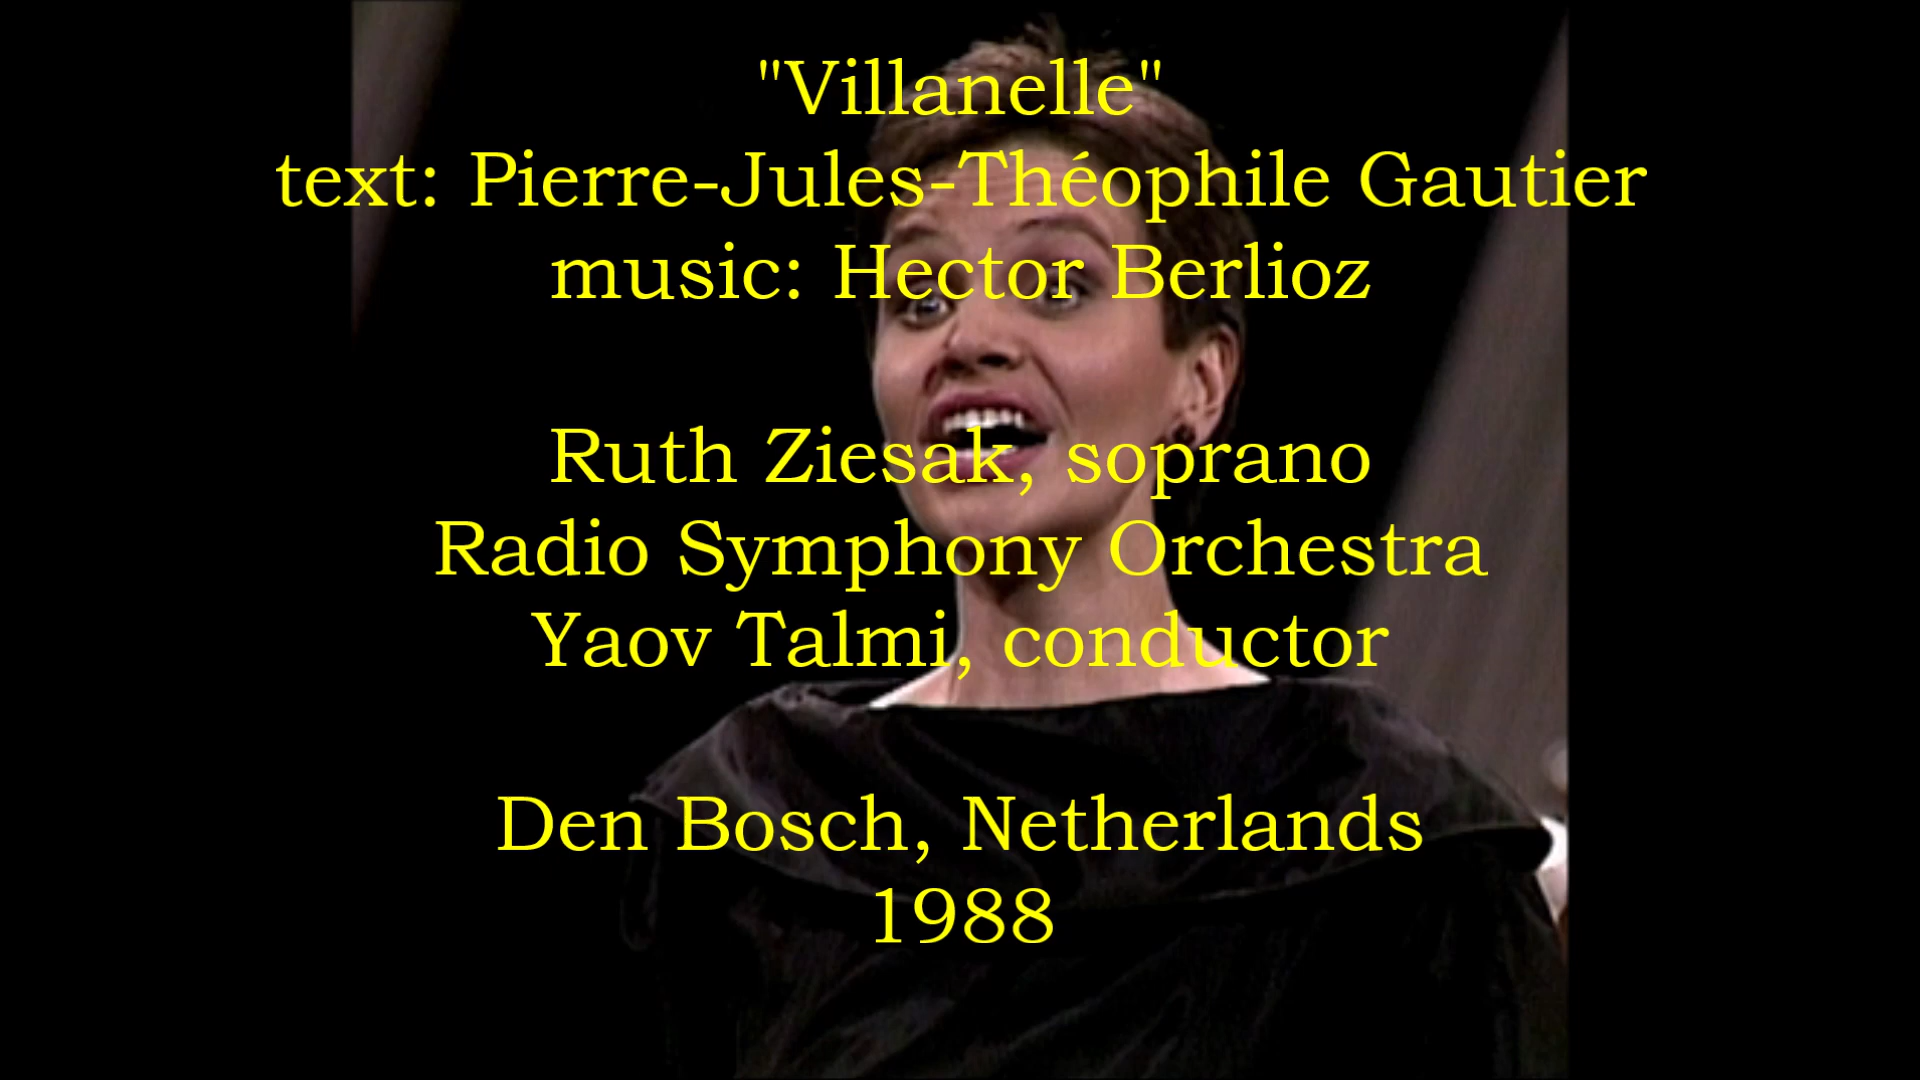 "Villanelle"
text: Pierre-Jules-Théophile Gautier
music: Hector Berlioz
Ruth Ziesak, soprano
Radio Symphony Orchestra
Yaov Talmi, conductor
Den Bosch, Netherlands
1988